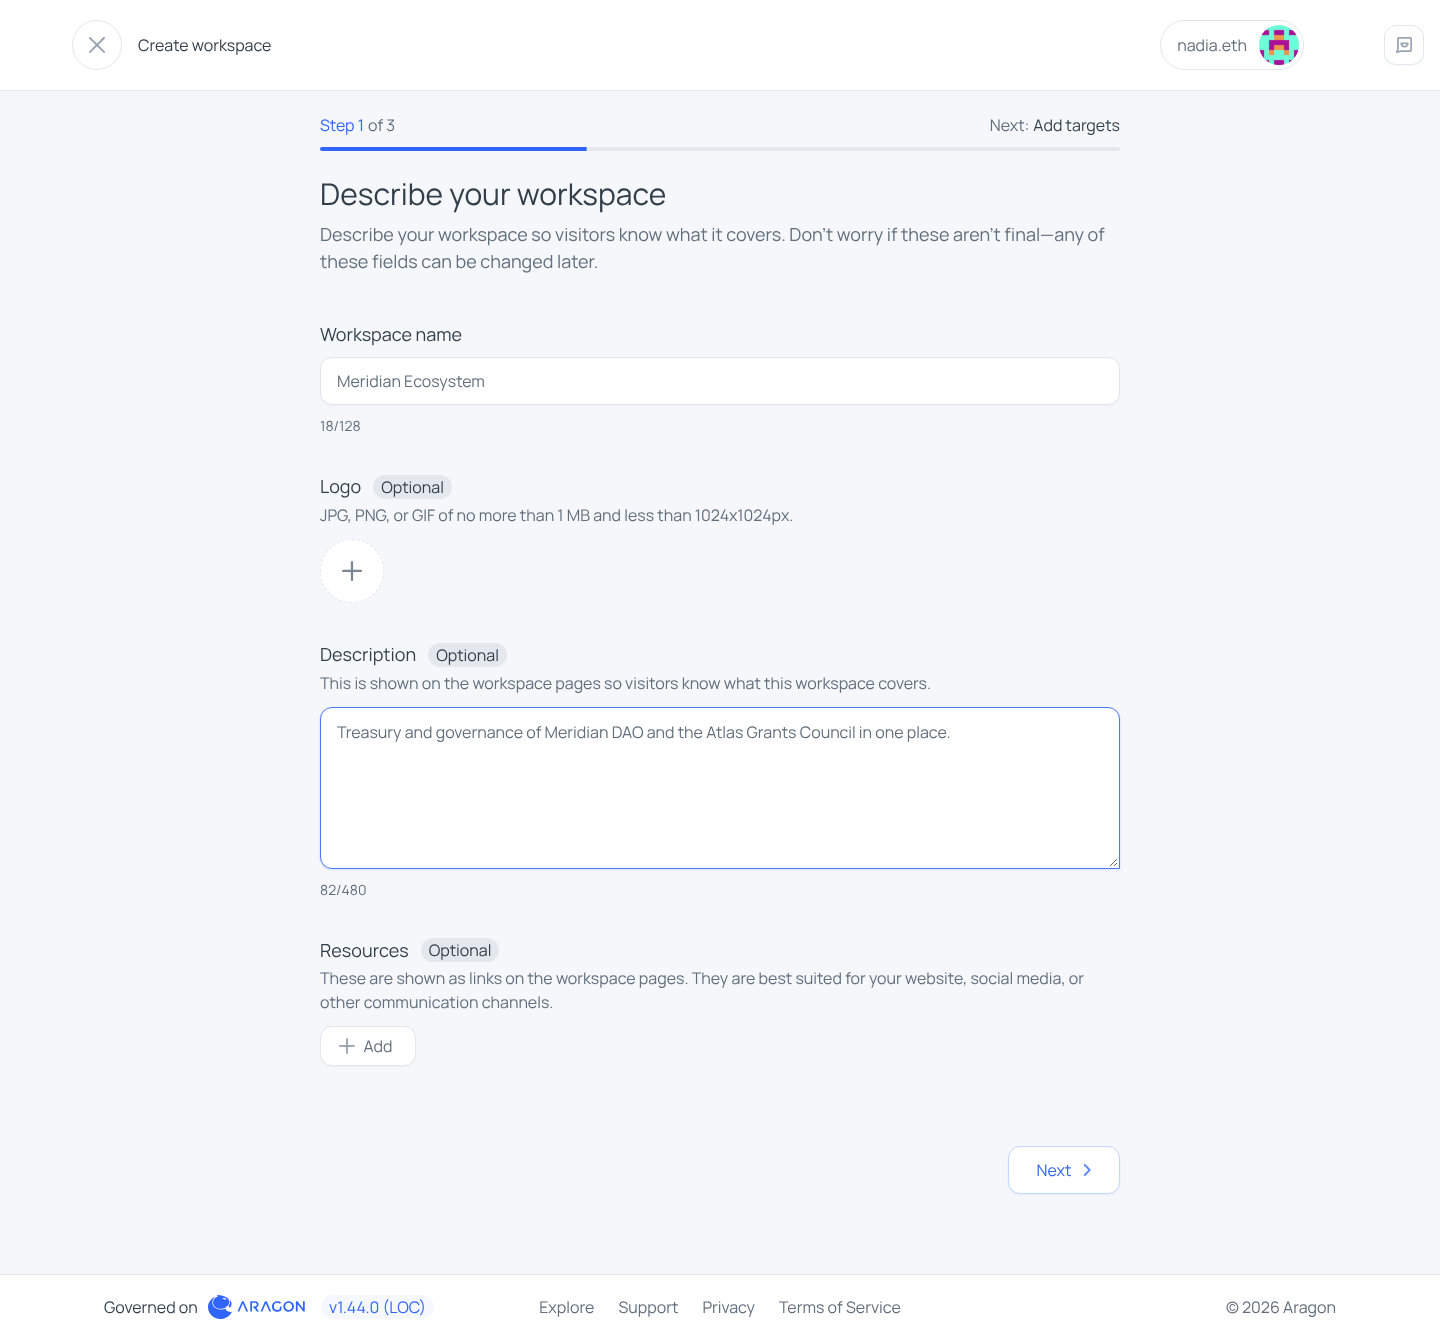 Create workspace
nadia.eth
Step 1 of 3
Next: Add targets
Describe your workspace
Describe your workspace so visitors know what it covers. Don't worry if these aren't final—any of
these fields can be changed later.
Workspace name
Meridian Ecosystem
18/128
Logo Optional
JPG, PNG, or GIF of no more than 1 MB and less than 1024x1024px.
Description Optional
This is shown on the workspace pages so visitors know what this workspace covers.
Treasury and governance of Meridian DAO and the Atlas Grants Council in one place.
82/480
Resources Optional
These are shown as links on the workspace pages. They are best suited for your website, social media, or
other communication channels.
Add
Next
Governed on ARAGON v1.44.0 (LOC) Explore Support Privacy Terms of Service © 2026 Aragon